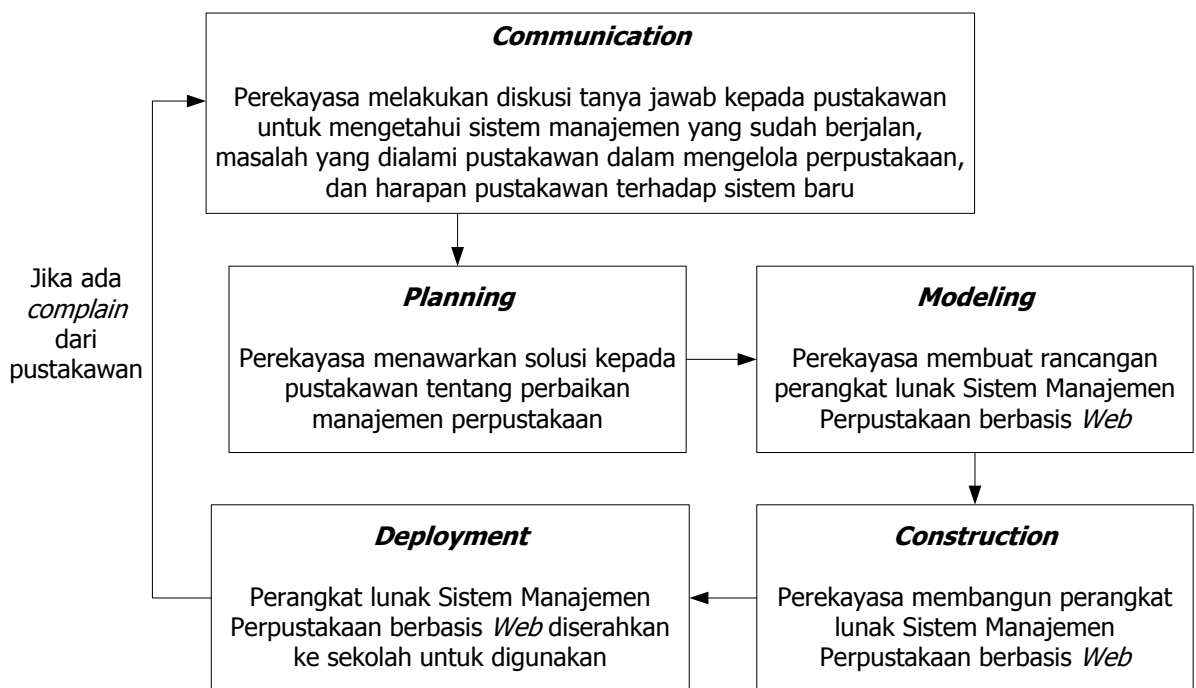 Communication
Perekayasa melakukan diskusi tanya jawab kepada pustakawan
untuk mengetahui sistem manajemen yang sudah berjalan,
masalah yang dialami pustakawan dalam mengelola perpustakaan,
dan harapan pustakawan terhadap sistem baru
Jika ada
complain
dari
pustakawan
Planning
Perekayasa menawarkan solusi kepada
pustakawan tentang perbaikan
manajemen perpustakaan
Modeling
Perekayasa membuat rancangan
perangkat lunak Sistem Manajemen
Perpustakaan berbasis Web
Construction
Perekayasa membangun perangkat
lunak Sistem Manajemen
Perpustakaan berbasis Web
Deployment
Perangkat lunak Sistem Manajemen
Perpustakaan berbasis Web diserahkan
ke sekolah untuk digunakan